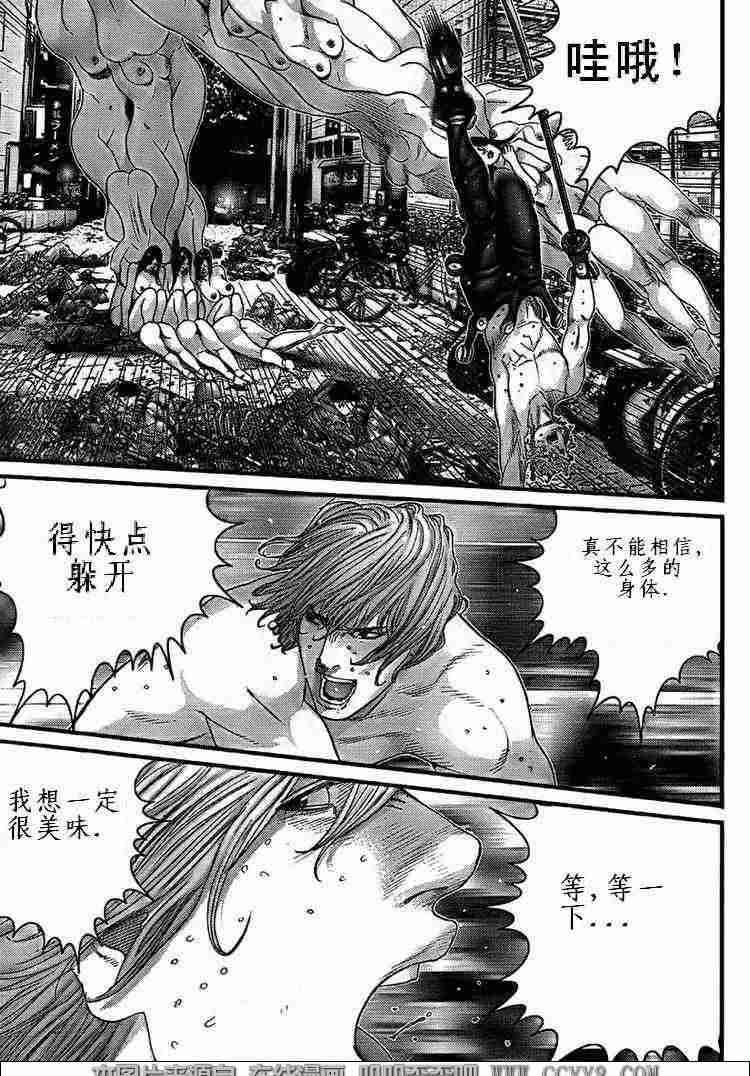 哇哦!
真不能相信,
这么多的
身体.
得快点
躲开
我想一定
很美味.
等,等一
下...